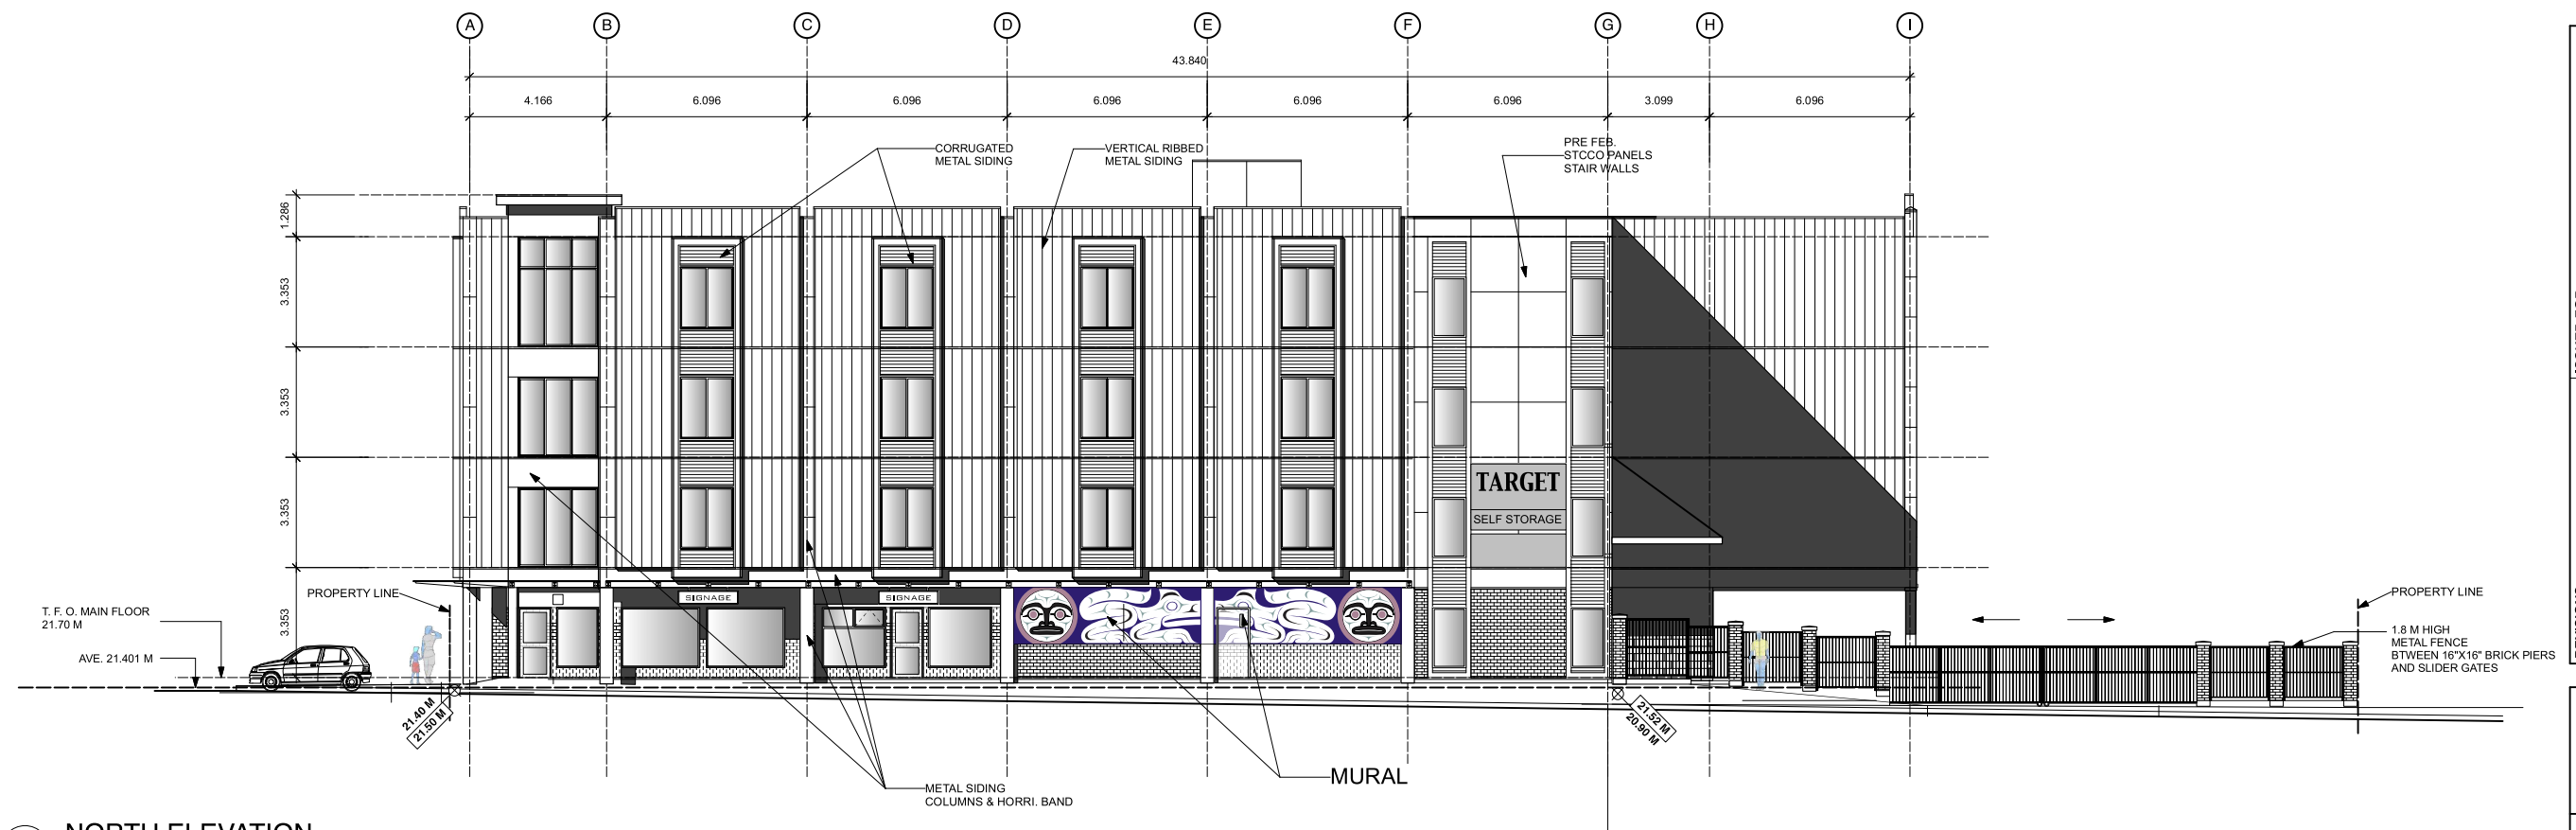 A B C D E F G H I
43.840
4.166 6.096 6.096 6.096 6.096 6.096 3.099 6.096
CORRUGATED
METAL SIDING
VERTICAL RIBBED
METAL SIDING
PRE FEB.
STCCO PANELS
STAIR WALLS
1.286
3.353
3.353
3.353
3.353
TARGET
SELF STORAGE
PROPERTY LINE
SIGNAGE
SIGNAGE
PROPERTY LINE
T. F. O. MAIN FLOOR
21.70 M
AVE. 21.401 M
1.8 M HIGH
METAL FENCE
BTWEEN 16"X16" BRICK PIERS
AND SLIDER GATES
21.40 M
21.50 M
21.52 M
20.90 M
MURAL
METAL SIDING
COLUMNS & HORRI. BAND
NORTH ELEVATION